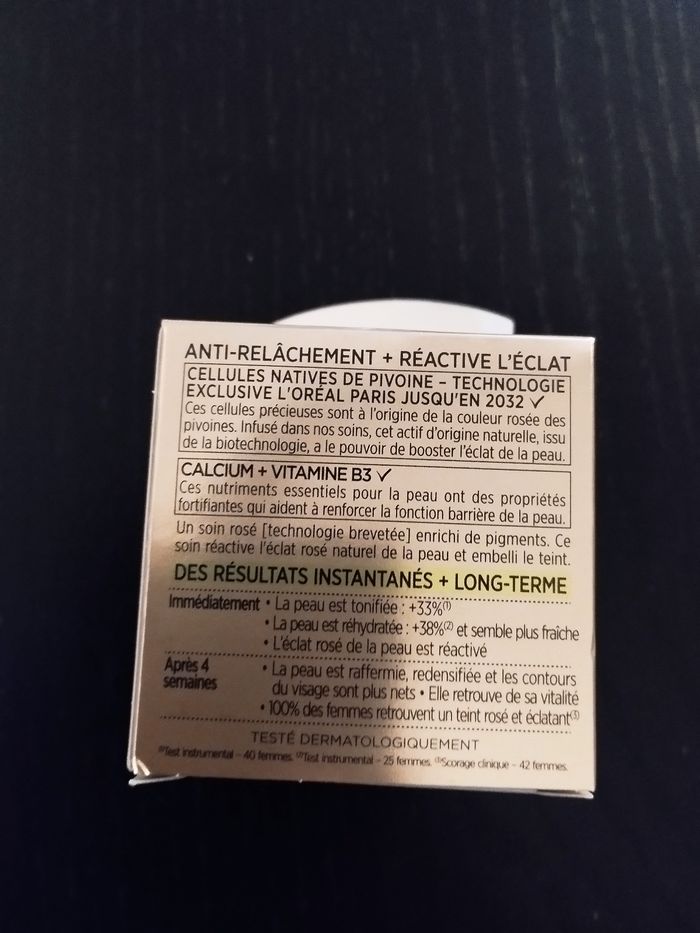 ANTI-RELÂCHEMENT + RÉACTIVE L'ÉCLAT
CELLULES NATIVES DE PIVOINE – TECHNOLOGIE
EXCLUSIVE L'ORÉAL PARIS JUSQU'EN 2032 ✓
Ces cellules précieuses sont à l'origine de la couleur rosée des
pivoines. Infusé dans nos soins, cet actif d'origine naturelle, issu
de la biotechnologie, a le pouvoir de booster l'éclat de la peau.
CALCIUM + VITAMINE B3 ✓
Ces nutriments essentiels pour la peau ont des propriétés
fortifiantes qui aident à renforcer la fonction barrière de la peau.
Un soin rosé [technologie brevetée] enrichi de pigments. Ce
soin réactive l'éclat rosé naturel de la peau et embelli le teint.
DES RÉSULTATS INSTANTANÉS + LONG-TERME
Immédiatement • La peau est tonifiée : +33%⁽¹⁾
• La peau est réhydratée : +38%⁽²⁾ et semble plus fraîche
• L'éclat rosé de la peau est réactivé
Après 4 • La peau est raffermie, redensifiée et les contours
semaines du visage sont plus nets • Elle retrouve de sa vitalité
• 100% des femmes retrouvent un teint rosé et éclatant⁽³⁾
TESTÉ DERMATOLOGIQUEMENT
⁽¹⁾Test instrumental – 40 femmes. ⁽²⁾Test instrumental – 25 femmes. ⁽³⁾Scorage clinique – 42 femmes.